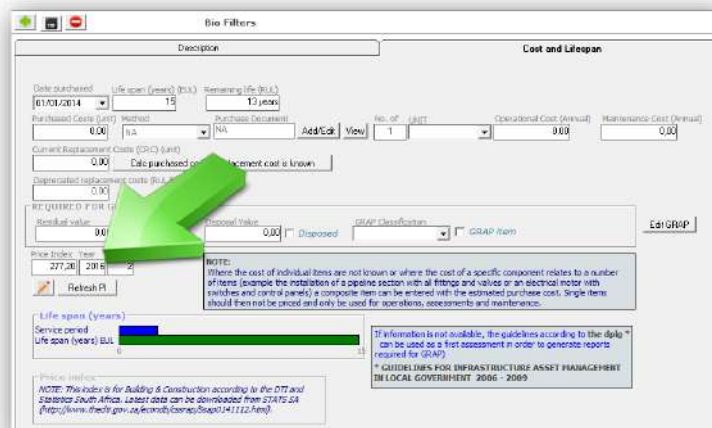 Bio Filters
Description
Cost and Lifespan
Date purchased Life span (years) (EUL) Remaining life (RUL)
01/01/2014 15 13 years
Purchased Costs (Unit) Method Purchase Document No. of UNIT Operational Cost (Annual) Maintenance Cost (Annual)
0.00 NA NA Add/Edit View 1 0.00 0,00
Current Replacement Costs (CRC) (unit)
0.00 Date purchased replacement cost is known
Depreciated replacement costs
0.00
REQUIRED FOR
Residual value Disposal Value GRAP Classification
0,00 Disposed GRAP Item Edit GRAP
Price Index Year
277,20 2016 2
Refresh PI
NOTE:
Where the cost of individual items are not known or where the cost of a specific component relates to a number
of items (example the installation of a pipeline section with all fittings and valves or an electrical motor with
switches and control panels) a composite item can be entered with the estimated purchase cost. Single items
should then not be priced and only be used for operations, assessments and maintenance.
Life span (years)
Service period
Life span (years) EUL
0 15
If information is not available, the guidelines according to the dplg *
can be used as a first assessment in order to generate reports
required for GRAP)
* GUIDELINES FOR INFRASTRUCTURE ASSET MANAGEMENT
IN LOCAL GOVERNMENT 2006 - 2009
Price index
NOTE: This index is for Building & Construction according to the DTI and
Statistics South Africa. Latest data can be downloaded from STATS SA